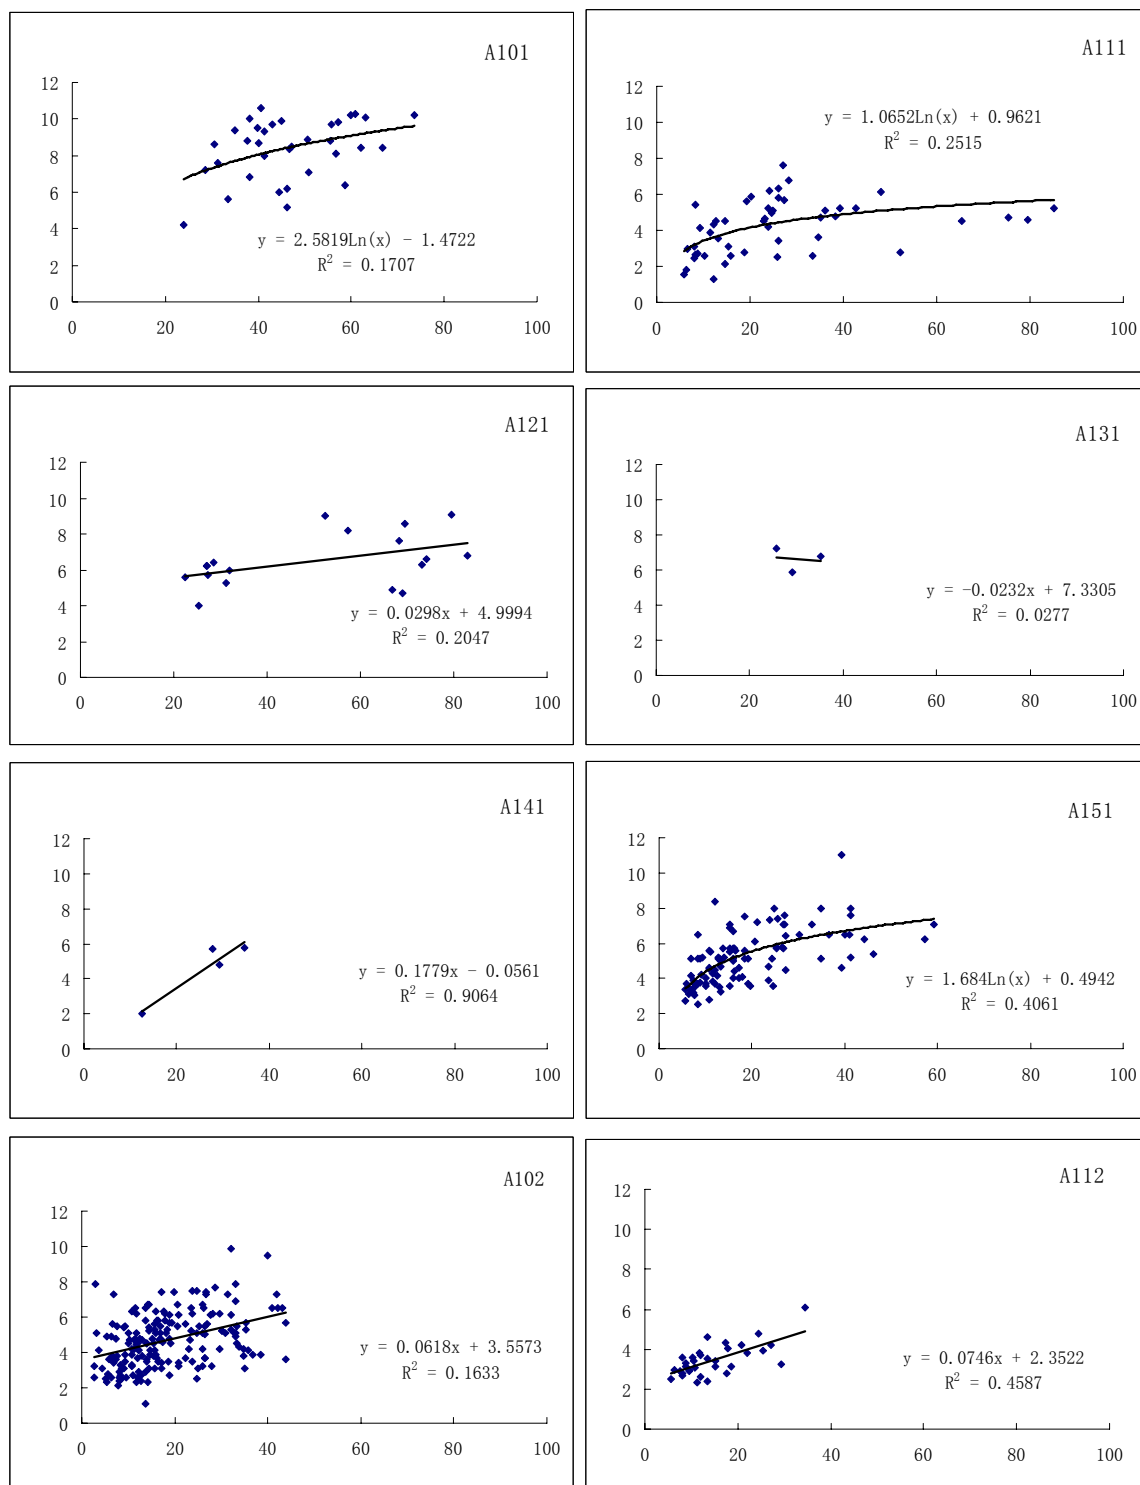 A101
12
10
8
6
4
2
0
y = 2.5819Ln(x) - 1.4722
R² = 0.1707
0 20 40 60 80 100
A111
12
10
8
6
4
2
0
y = 1.0652Ln(x) + 0.9621
R² = 0.2515
0 20 40 60 80 100
A121
12
10
8
6
4
2
0
y = 0.0298x + 4.9994
R² = 0.2047
0 20 40 60 80 100
A131
12
10
8
6
4
2
0
y = -0.0232x + 7.3305
R² = 0.0277
0 20 40 60 80 100
A141
12
10
8
6
4
2
0
y = 0.1779x - 0.0561
R² = 0.9064
0 20 40 60 80 100
A151
12
10
8
6
4
2
0
y = 1.684Ln(x) + 0.4942
R² = 0.4061
0 20 40 60 80 100
A102
12
10
8
6
4
2
0
y = 0.0618x + 3.5573
R² = 0.1633
0 20 40 60 80 100
A112
12
10
8
6
4
2
0
y = 0.0746x + 2.3522
R² = 0.4587
0 20 40 60 80 100